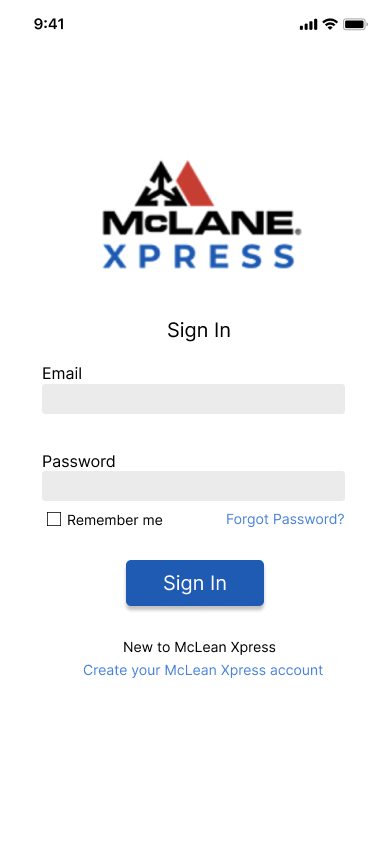 9:41
McLANE®
XPRESS
Sign In
Email
Password
Remember me Forgot Password?
Sign In
New to McLean Xpress
Create your McLean Xpress account